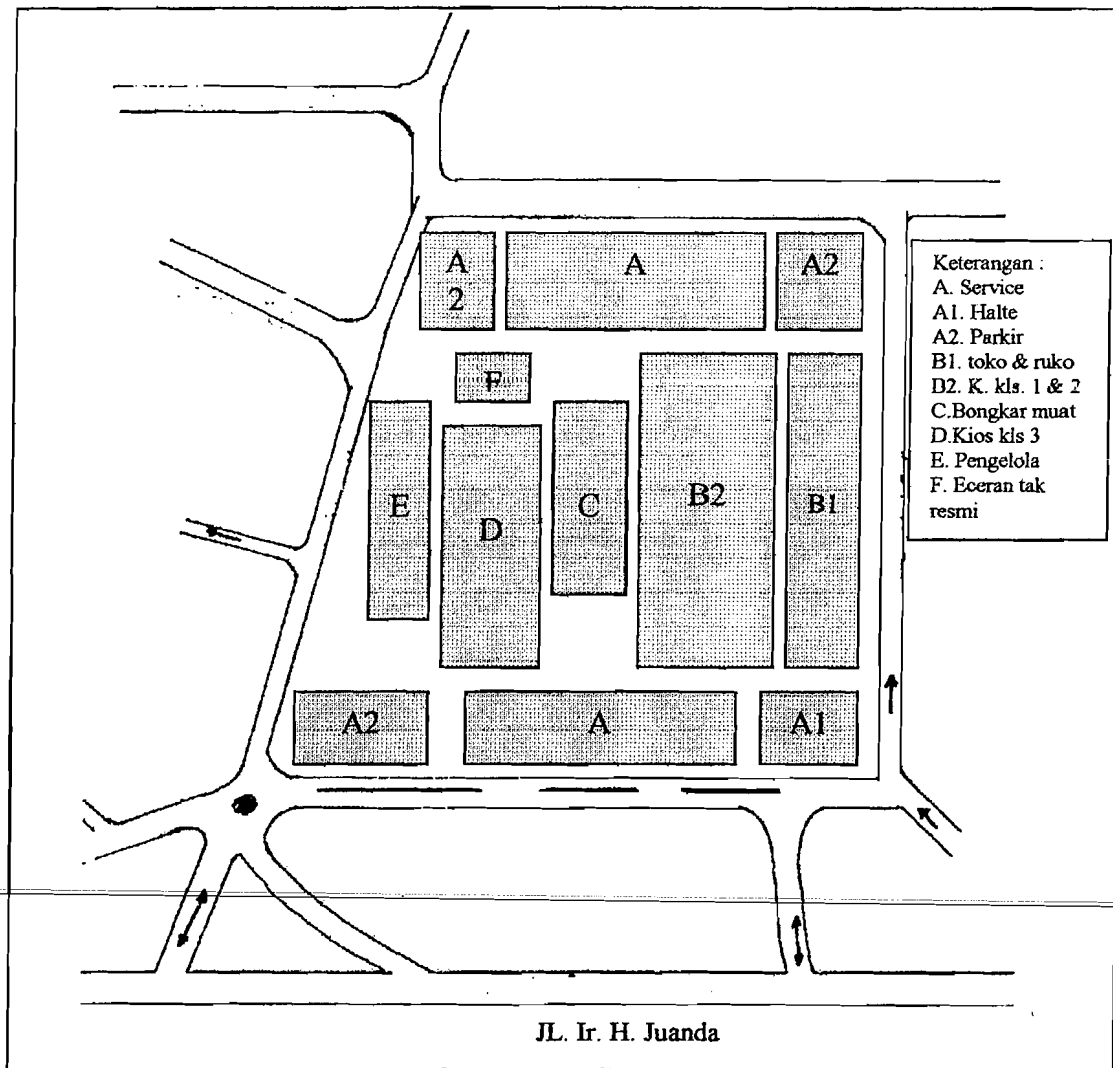 A
2
A
A2
Keterangan :
A. Service
A1. Halte
A2. Parkir
B1. toko & ruko
B2. K. kls. 1 & 2
C.Bongkar muat
D.Kios kls 3
E. Pengelola
F. Eceran tak
resmi
F
E
D
C
B2
B1
A2
A
A1
JL. Ir. H. Juanda